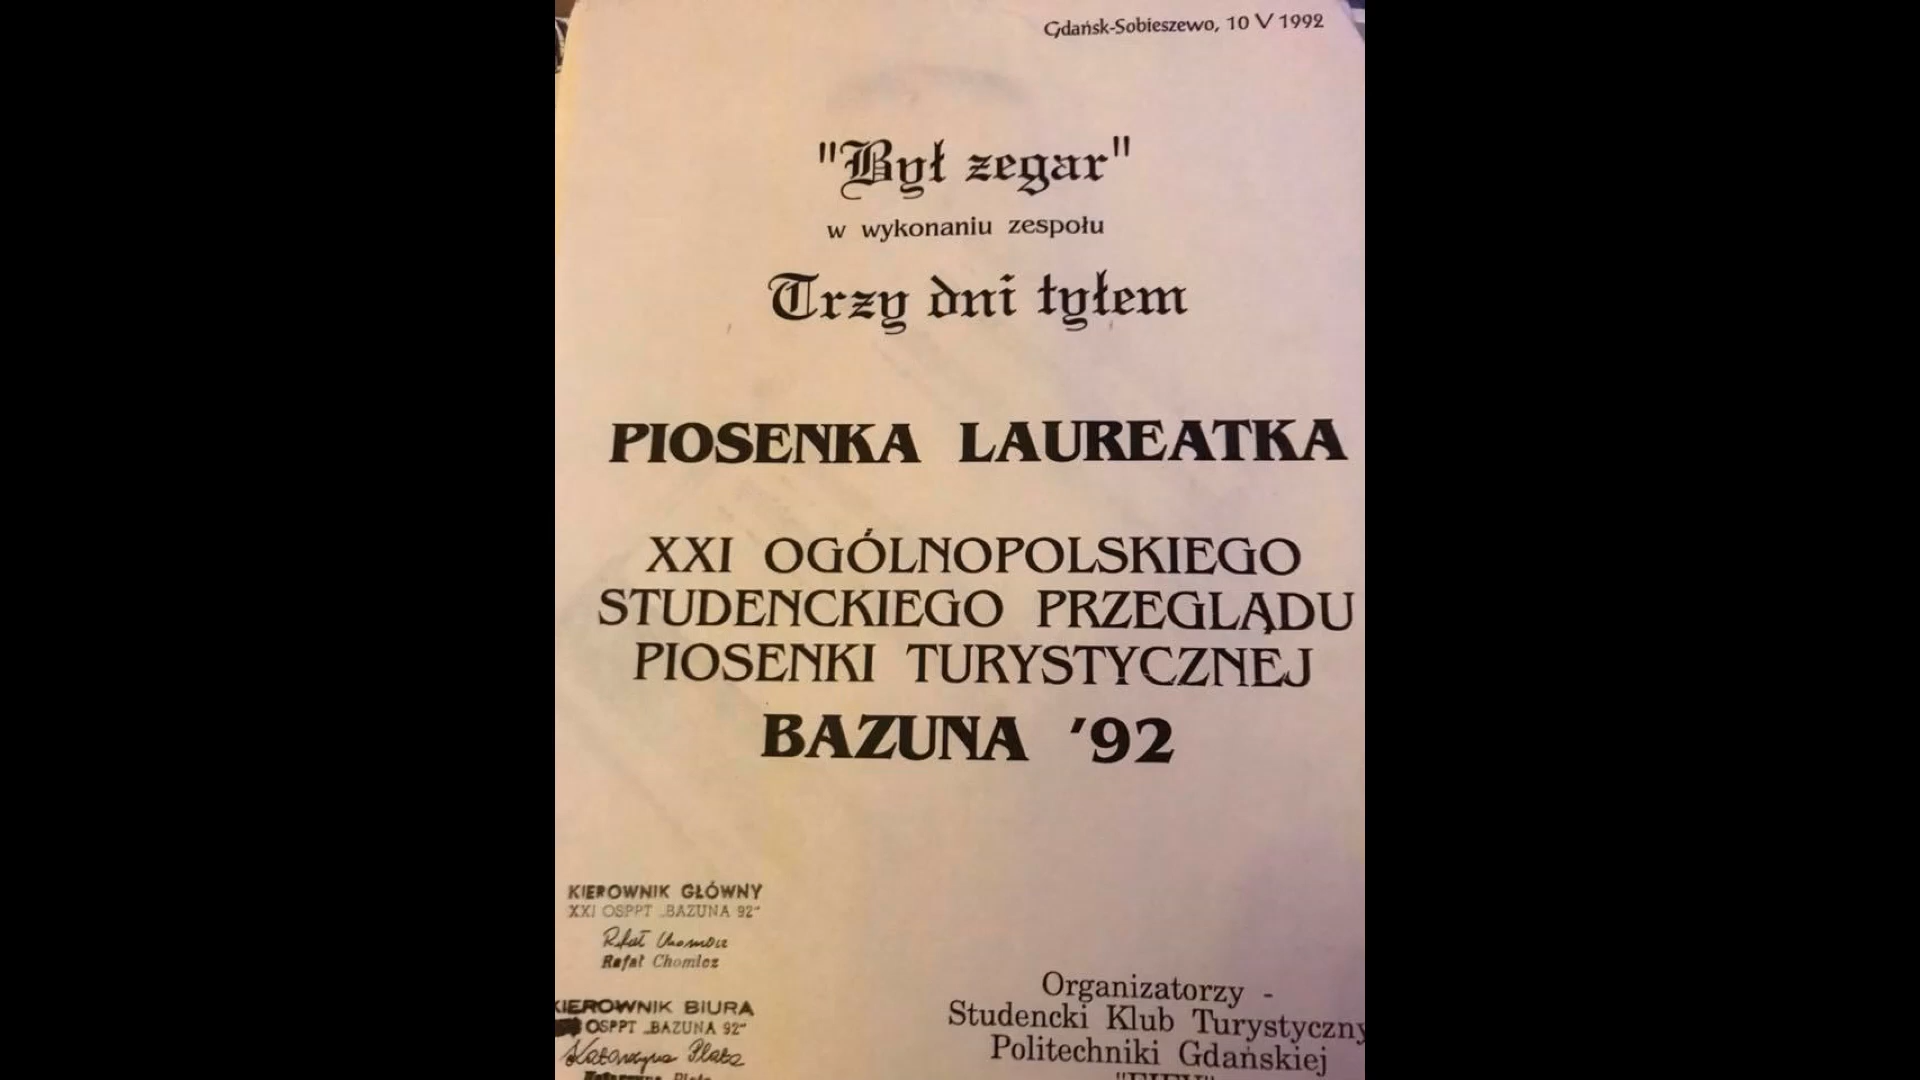 Gdańsk-Sobieszewo, 10 V 1992
"Był zegar"
w wykonaniu zespołu
Trzy dni tyłem
PIOSENKA LAUREATKA
XXI OGÓLNOPOLSKIEGO
STUDENCKIEGO PRZEGLĄDU
PIOSENKI TURYSTYCZNEJ
BAZUNA '92
KIEROWNIK GŁÓWNY
XXI OSPPT „BAZUNA 92"
Rafał Chomicz
KIEROWNIK BIURA
OSPPT „BAZUNA 92"
Katarzyna Plata
Organizatorzy -
Studencki Klub Turystyczny
Politechniki Gdańskiej